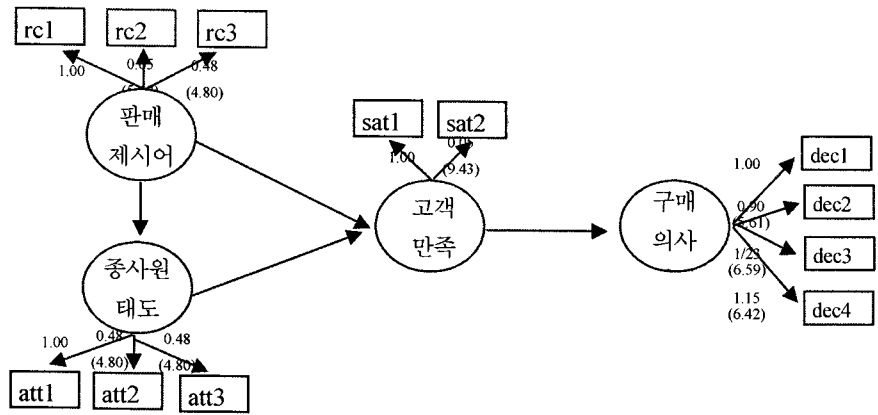 rc1
rc2
rc3
1.00
0.48
(4.80)
판매
제시어
sat1
sat2
1.00
(9.43)
고객
만족
구매
의사
1.00
0.90
1/23
(6.59)
1.15
(6.42)
dec1
dec2
dec3
dec4
종사원
태도
1.00
0.48
0.48
(4.80)
(4.80)
att1
att2
att3